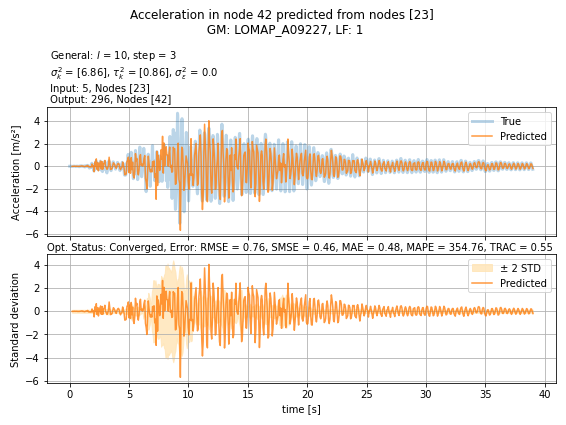 Acceleration in node 42 predicted from nodes [23]
GM: LOMAP_A09227, LF: 1
General: l = 10, step = 3
σ²ₖ = [6.86], τ²ₖ = [0.86], σ²ε = 0.0
Input: 5, Nodes [23]
Output: 296, Nodes [42]
Acceleration [m/s²]
4
2
0
−2
−4
−6
True
Predicted
Opt. Status: Converged, Error: RMSE = 0.76, SMSE = 0.46, MAE = 0.48, MAPE = 354.76, TRAC = 0.55
Standard deviation
4
2
0
−2
−4
−6
± 2 STD
Predicted
0 5 10 15 20 25 30 35 40
time [s]